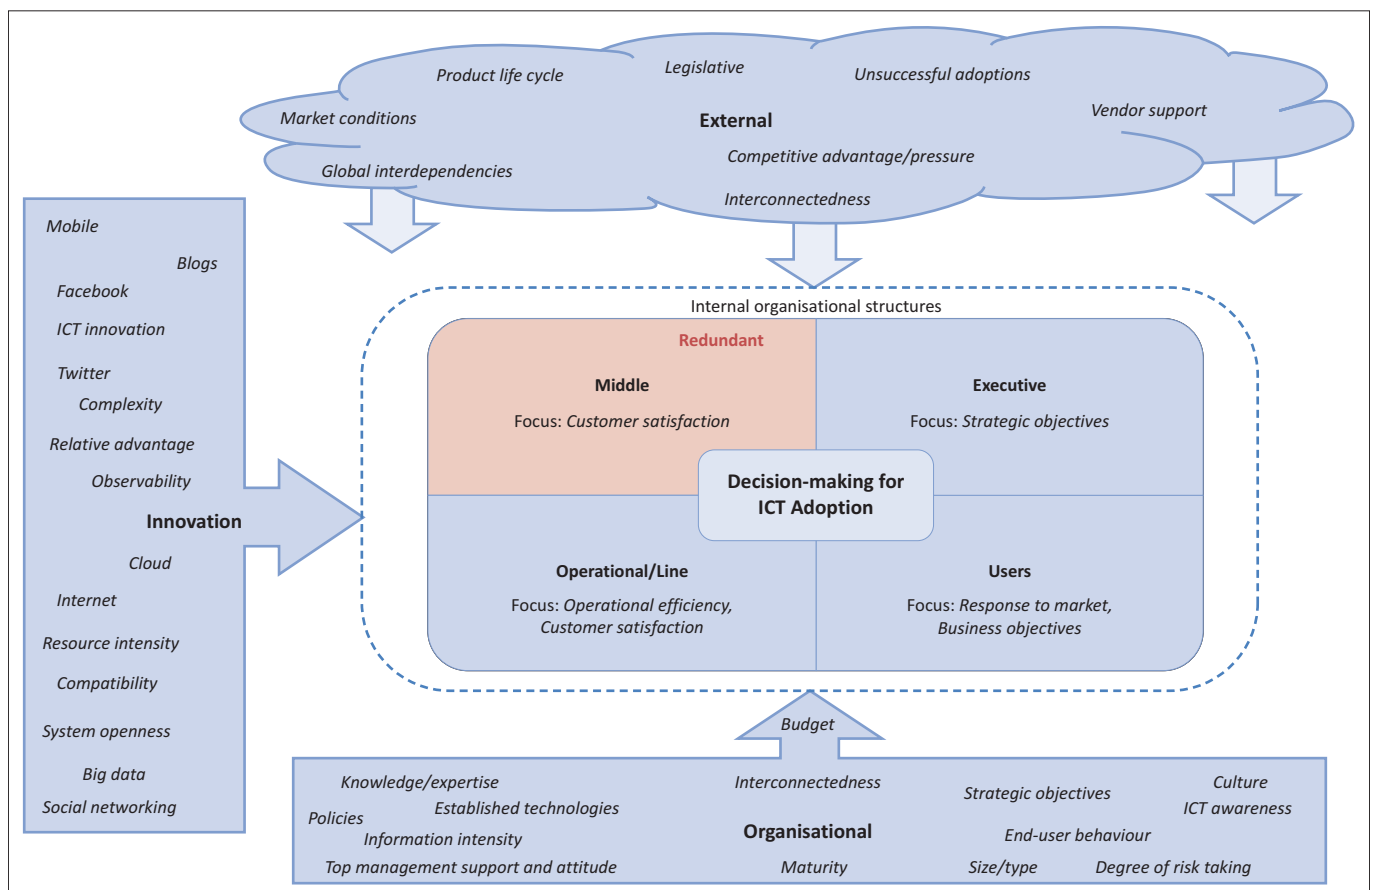 Product life cycle
Legislative
Unsuccessful adoptions
Market conditions
External
Vendor support
Competitive advantage/pressure
Global interdependencies
Interconnectedness
Mobile
Blogs
Facebook
ICT innovation
Twitter
Complexity
Relative advantage
Observability
Innovation
Cloud
Internet
Resource intensity
Compatibility
System openness
Big data
Social networking
Internal organisational structures
Redundant
Middle
Focus: Customer satisfaction
Executive
Focus: Strategic objectives
Decision-making for
ICT Adoption
Operational/Line
Focus: Operational efficiency,
Customer satisfaction
Users
Focus: Response to market,
Business objectives
Budget
Knowledge/expertise
Interconnectedness
Strategic objectives
Culture
Established technologies
ICT awareness
Policies
Information intensity
Organisational
End-user behaviour
Top management support and attitude
Maturity
Size/type
Degree of risk taking